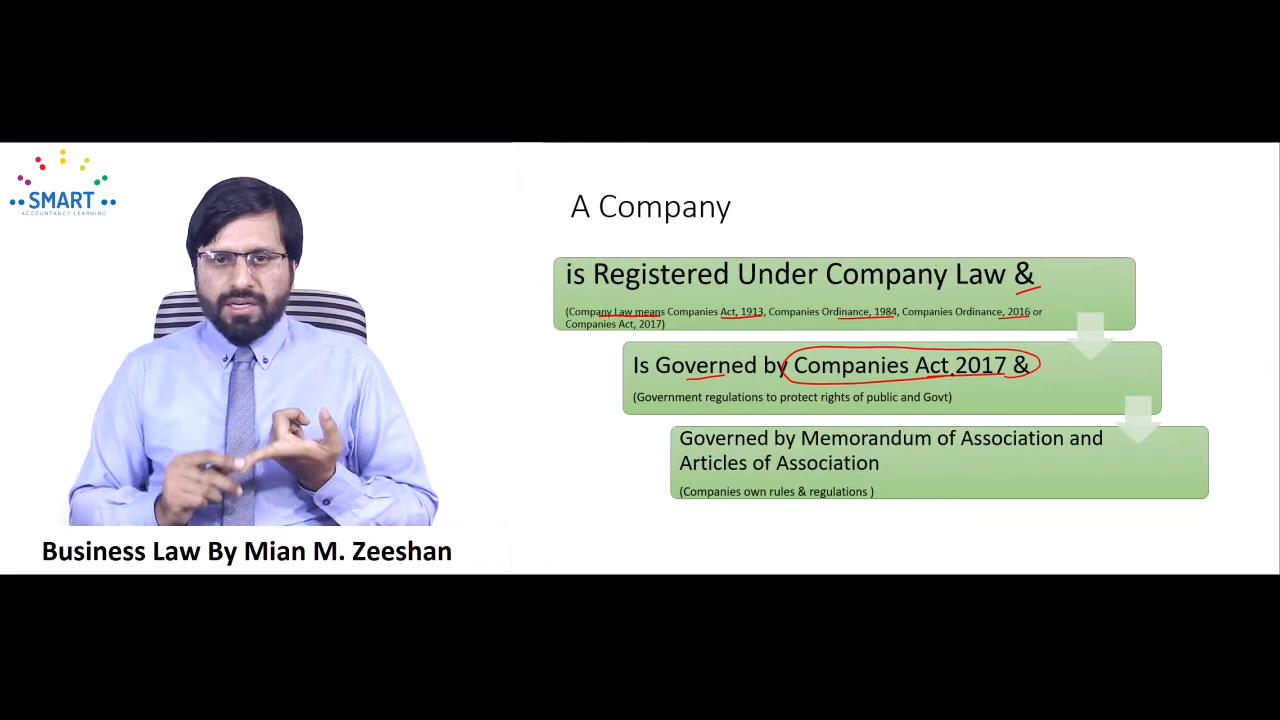 SMART
ACCOUNTANCY LEARNING
A Company
is Registered Under Company Law &
(Company Law means Companies Act, 1913, Companies Ordinance, 1984, Companies Ordinance, 2016 or
Companies Act, 2017)
Is Governed by Companies Act,2017 &
(Government regulations to protect rights of public and Govt)
Governed by Memorandum of Association and
Articles of Association
(Companies own rules & regulations )
Business Law By Mian M. Zeeshan